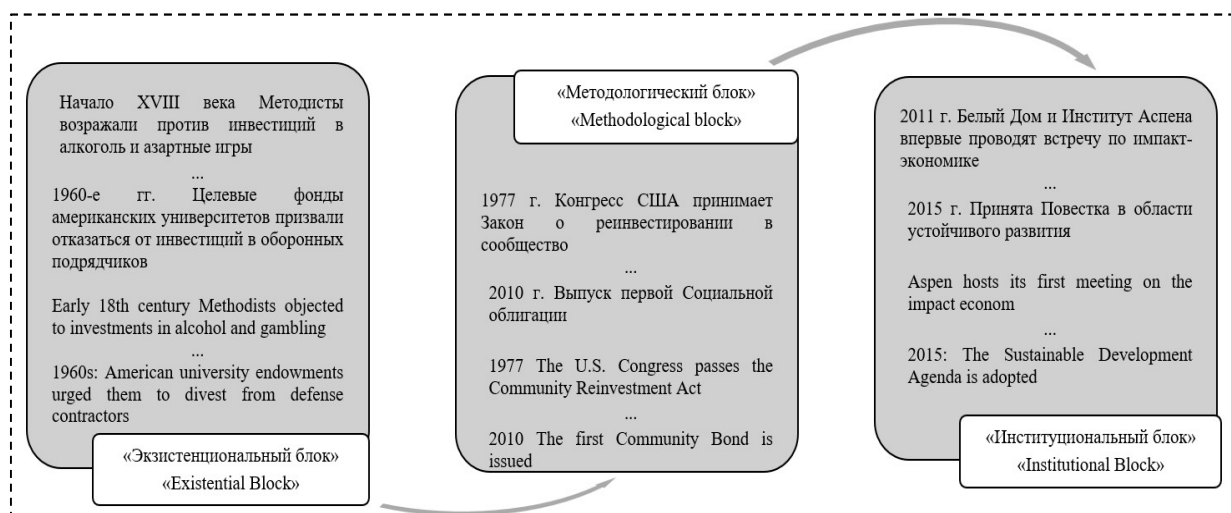 Начало XVIII века Методисты
возражали против инвестиций в
алкоголь и азартные игры
...
1960-е гг. Целевые фонды
американских университетов призвали
отказаться от инвестиций в оборонных
подрядчиков
Early 18th century Methodists objected
to investments in alcohol and gambling
...
1960s: American university endowments
urged them to divest from defense
contractors
«Экзистенциональный блок»
«Existential Block»
«Методологический блок»
«Methodological block»
1977 г. Конгресс США принимает
Закон о реинвестировании в
сообщество
...
2010 г. Выпуск первой Социальной
облигации
1977 The U.S. Congress passes the
Community Reinvestment Act
...
2010 The first Community Bond is
issued
2011 г. Белый Дом и Институт Аспена
впервые проводят встречу по импакт-
экономике
...
2015 г. Принята Повестка в области
устойчивого развития
Aspen hosts its first meeting on the
impact econom
...
2015: The Sustainable Development
Agenda is adopted
«Институциональный блок»
«Institutional Block»